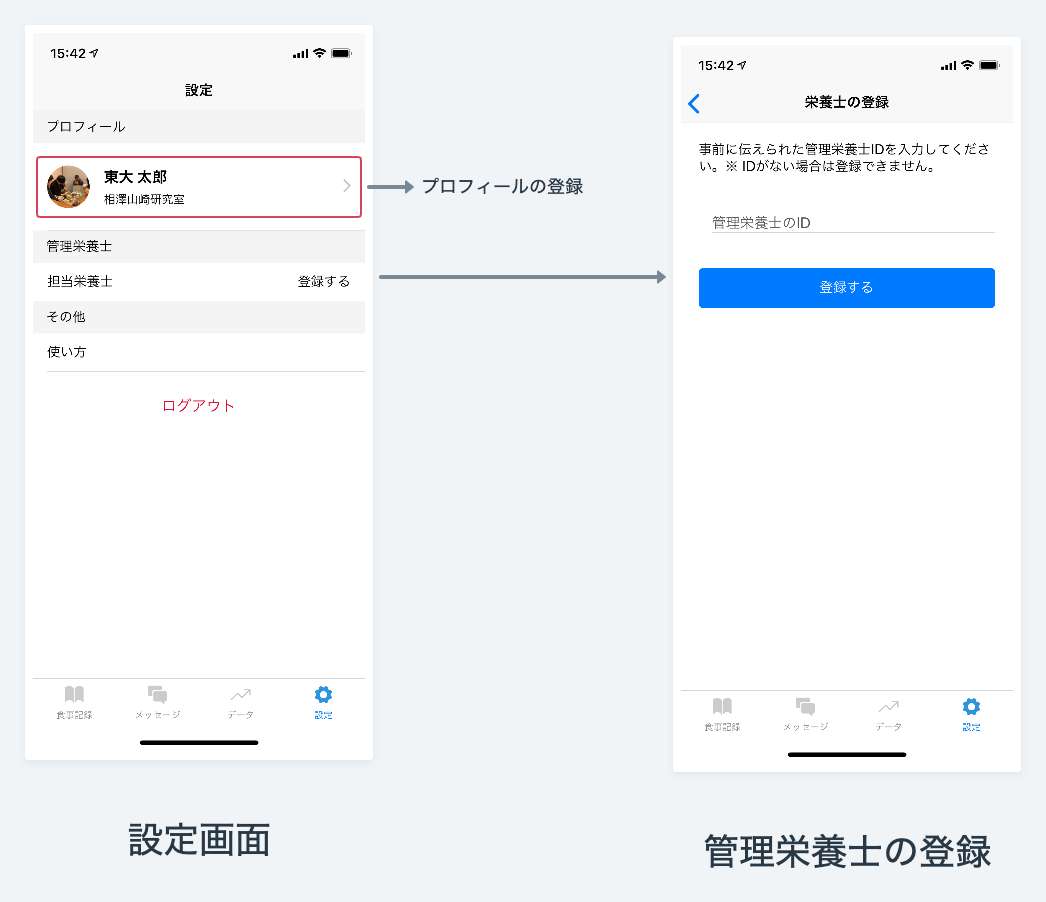 15:42
設定
プロフィール
東大 太郎
相澤山崎研究室
プロフィールの登録
管理栄養士
担当栄養士 登録する
その他
使い方
ログアウト
食事記録 メッセージ データ 設定
設定画面
15:42
栄養士の登録
事前に伝えられた管理栄養士IDを入力してくださ
い。※ IDがない場合は登録できません。
管理栄養士のID
登録する
食事記録 メッセージ データ 設定
管理栄養士の登録